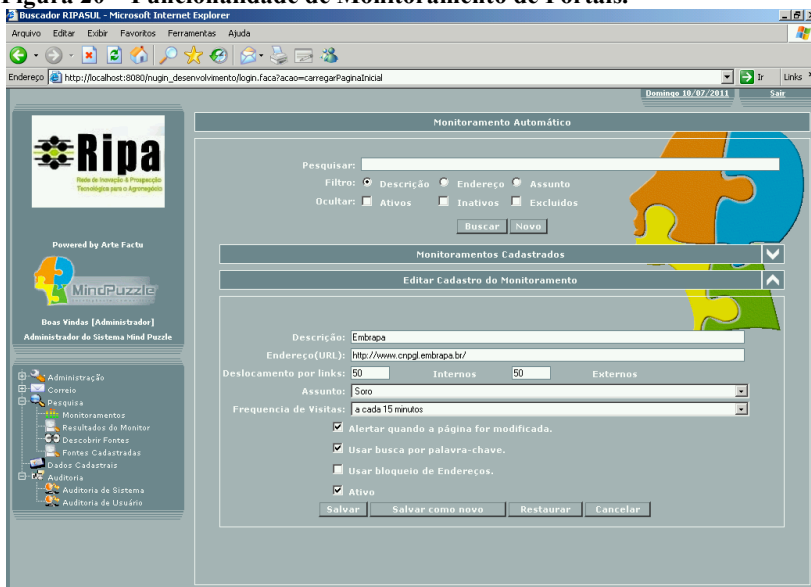 Figura 20 – Funcionalidade de Monitoramento de Portais.
Buscador RIPASUL - Microsoft Internet Explorer
Arquivo Editar Exibir Favoritos Ferramentas Ajuda
Endereço http://localhost:8080/nugin_desenvolvimento/login.faca?acao=carregarPaginaInicial Ir Links
Domingo 10/07/2011 Sair
Ripa
Rede de Inovação & Prospecção
Tecnológica para o Agronegócio
Powered by Arte Factu
MindPuzzle
Boas Vindas [Administrador]
Administrador do Sistema Mind Puzzle
Administração
Correio
Pesquisa
Monitoramentos
Resultados do Monitor
Descobrir Fontes
Fontes Cadastradas
Dados Cadastrais
Auditoria
Auditoria de Sistema
Auditoria de Usuário
Monitoramento Automático
Pesquisar:
Filtro: Descrição Endereço Assunto
Ocultar: Ativos Inativos Excluidos
Buscar Novo
Monitoramentos Cadastrados
Editar Cadastro do Monitoramento
Descrição: Embrapa
Endereço(URL): http://www.cnpgl.embrapa.br/
Deslocamento por links: 50 Internos 50 Externos
Assunto: Soro
Frequencia de Visitas: a cada 15 minutos
Alertar quando a página for modificada.
Usar busca por palavra-chave.
Usar bloqueio de Endereços.
Ativo
Salvar Salvar como novo Restaurar Cancelar